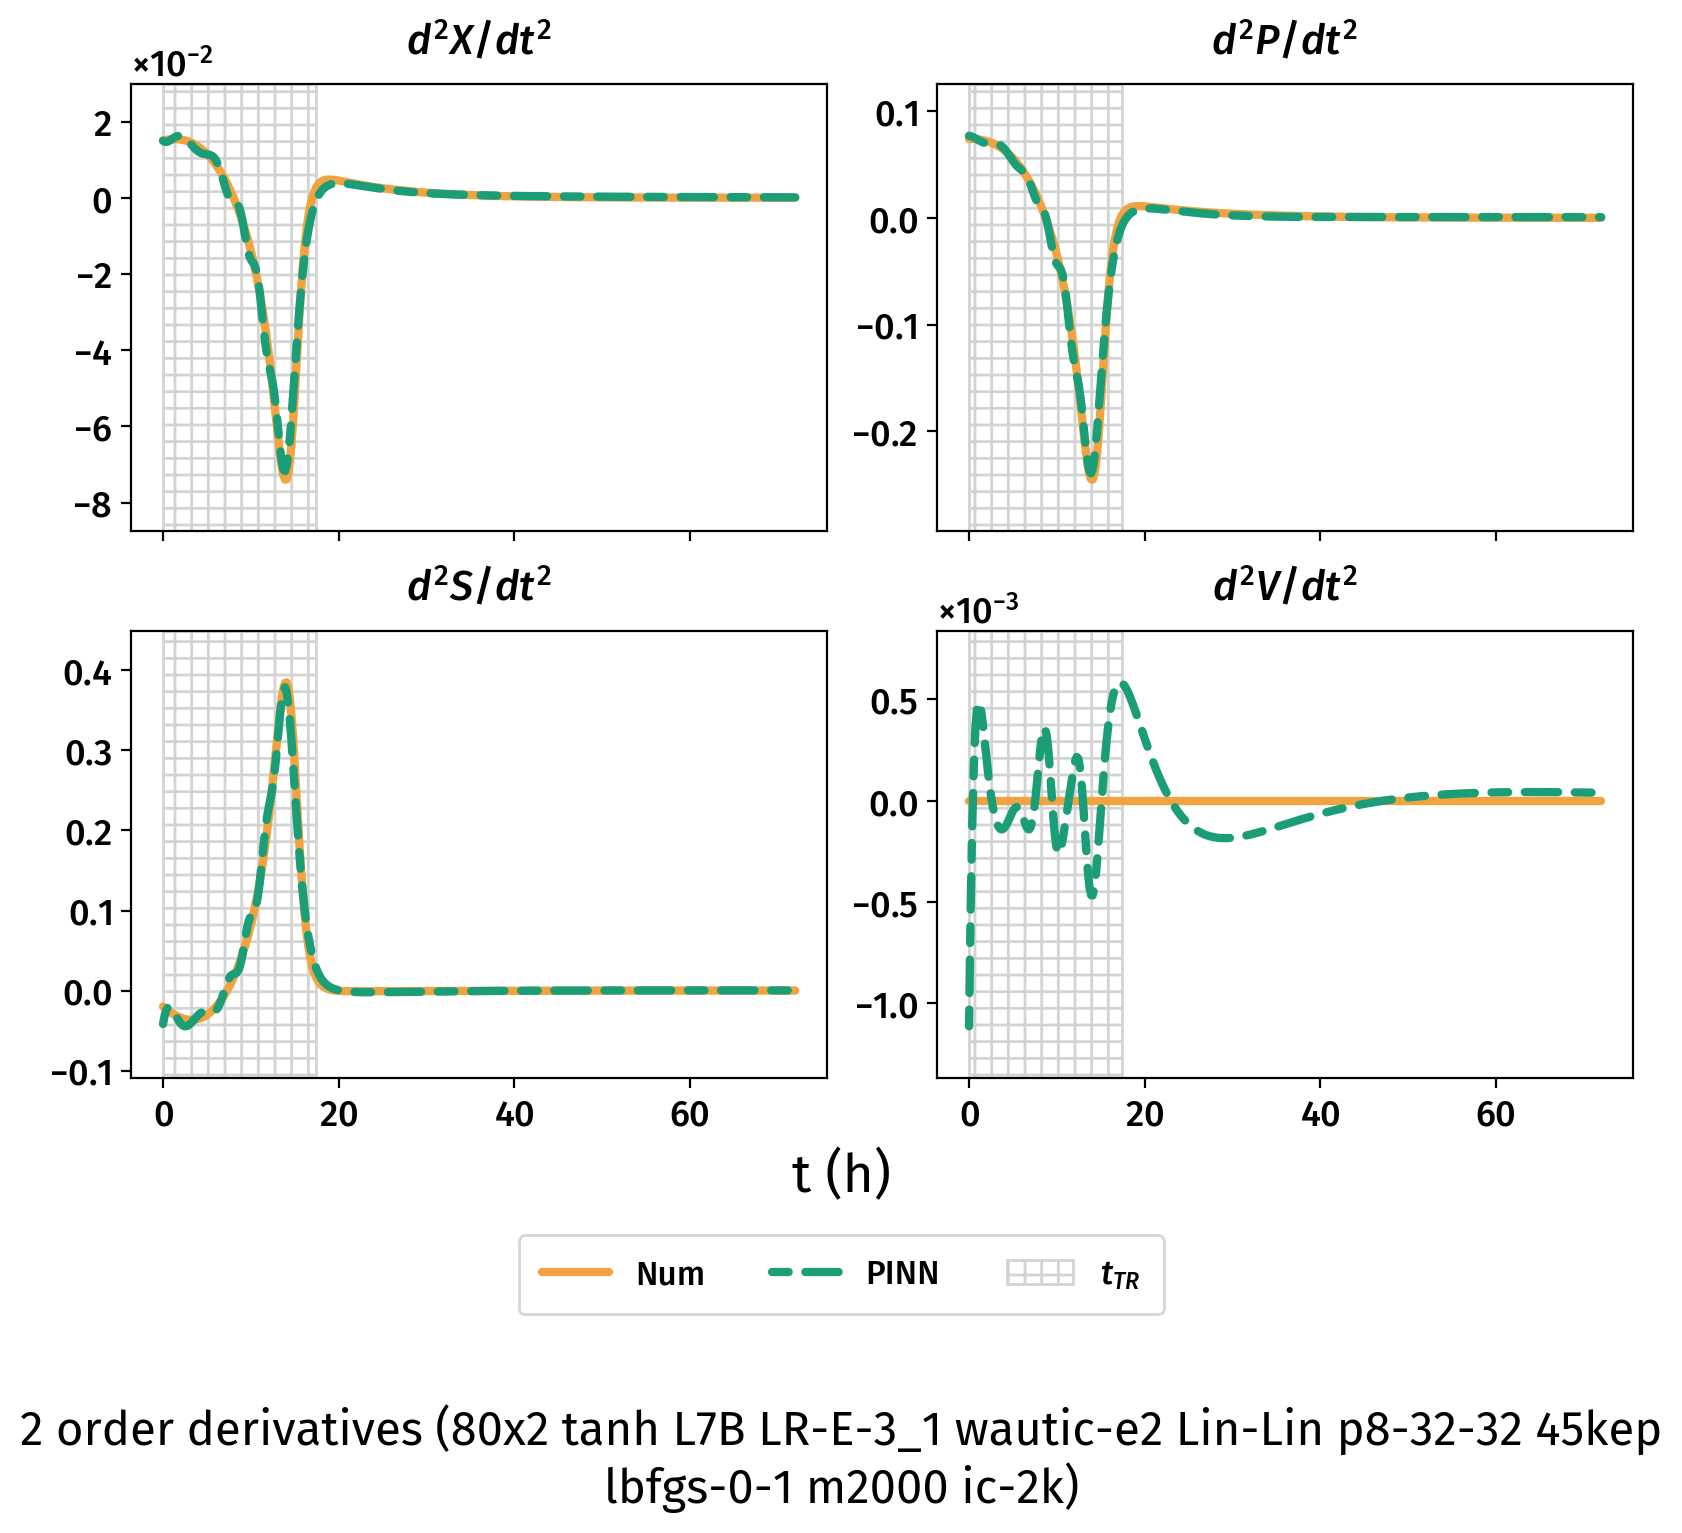 d²X/dt²
d²P/dt²
×10⁻²
2
0
−2
−4
−6
−8
0.1
0.0
−0.1
−0.2
d²S/dt²
d²V/dt²
×10⁻³
0.4
0.3
0.2
0.1
0.0
−0.1
0.5
0.0
−0.5
−1.0
0 20 40 60
0 20 40 60
t (h)
Num PINN t_TR
2 order derivatives (80x2 tanh L7B LR-E-3_1 wautic-e2 Lin-Lin p8-32-32 45kep
lbfgs-0-1 m2000 ic-2k)